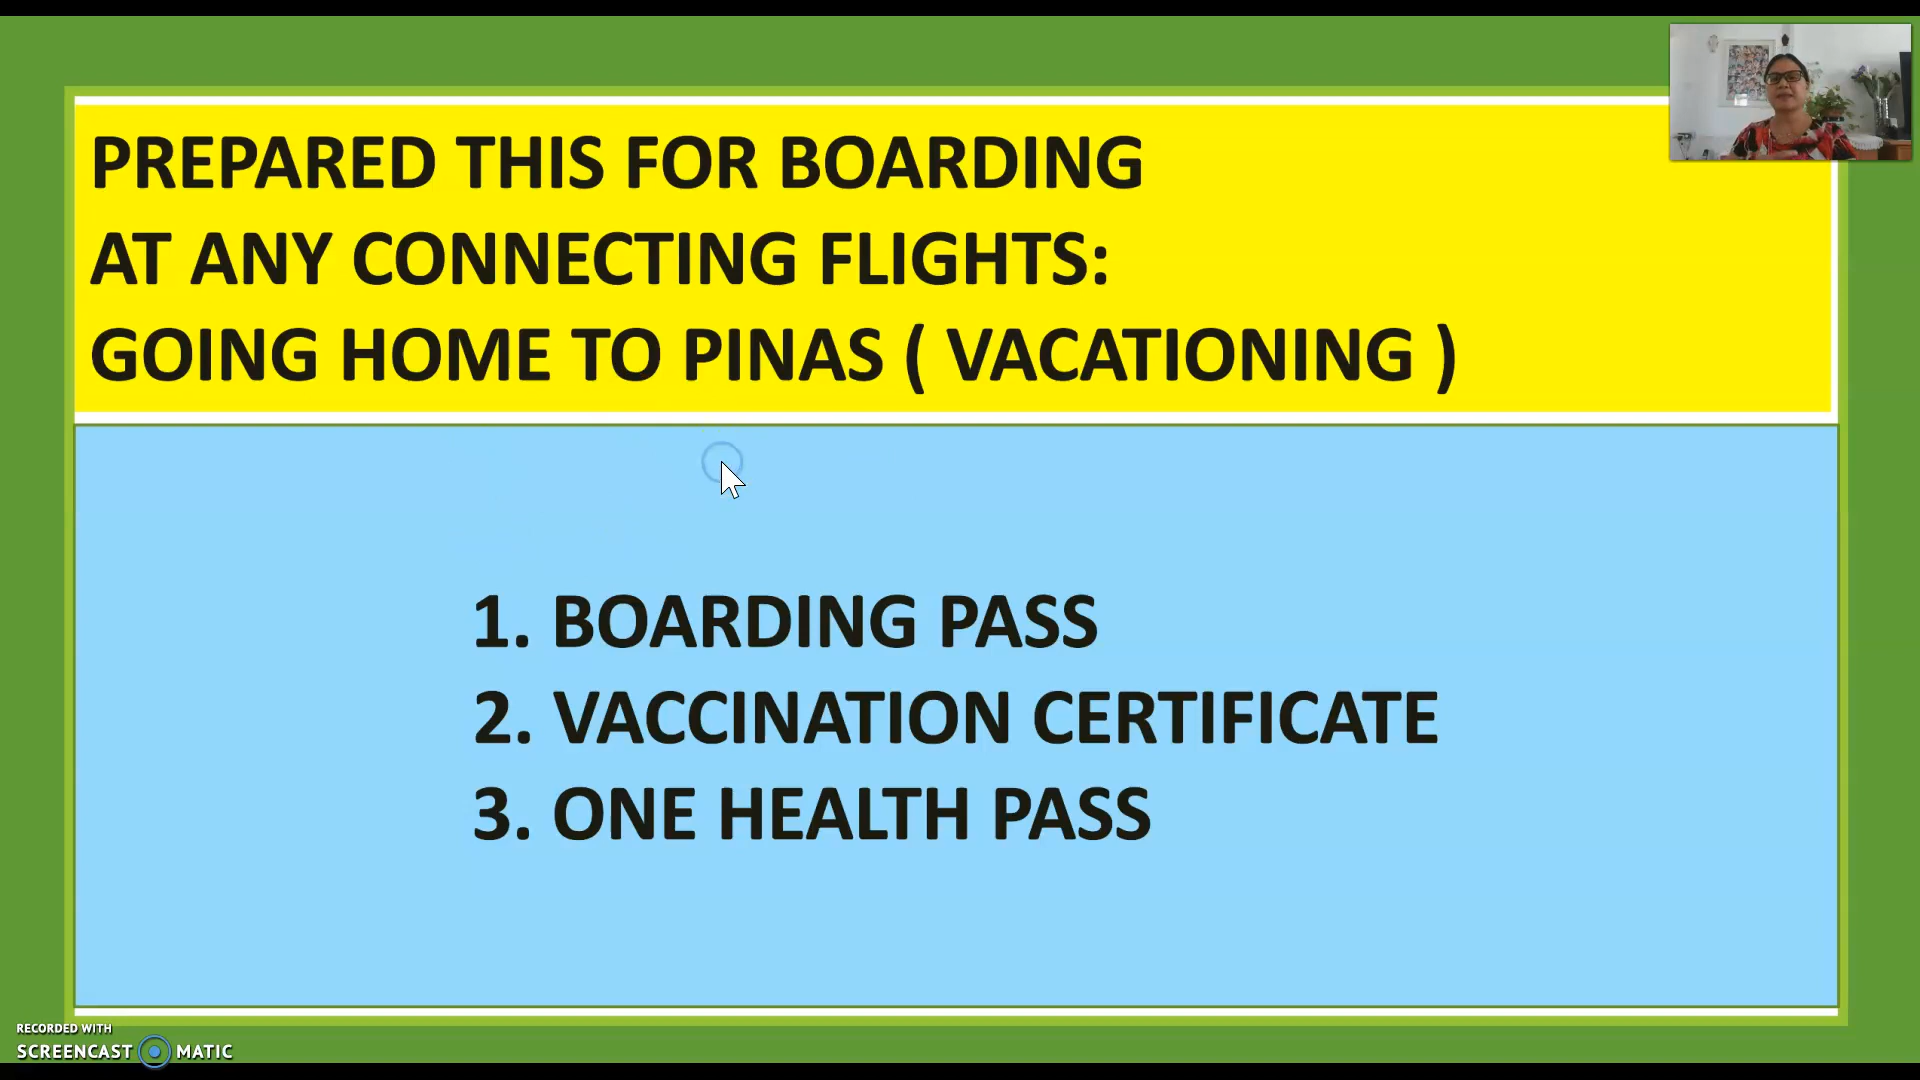 PREPARED THIS FOR BOARDING
AT ANY CONNECTING FLIGHTS:
GOING HOME TO PINAS ( VACATIONING )
1. BOARDING PASS
2. VACCINATION CERTIFICATE
3. ONE HEALTH PASS
RECORDED WITH
SCREENCAST MATIC